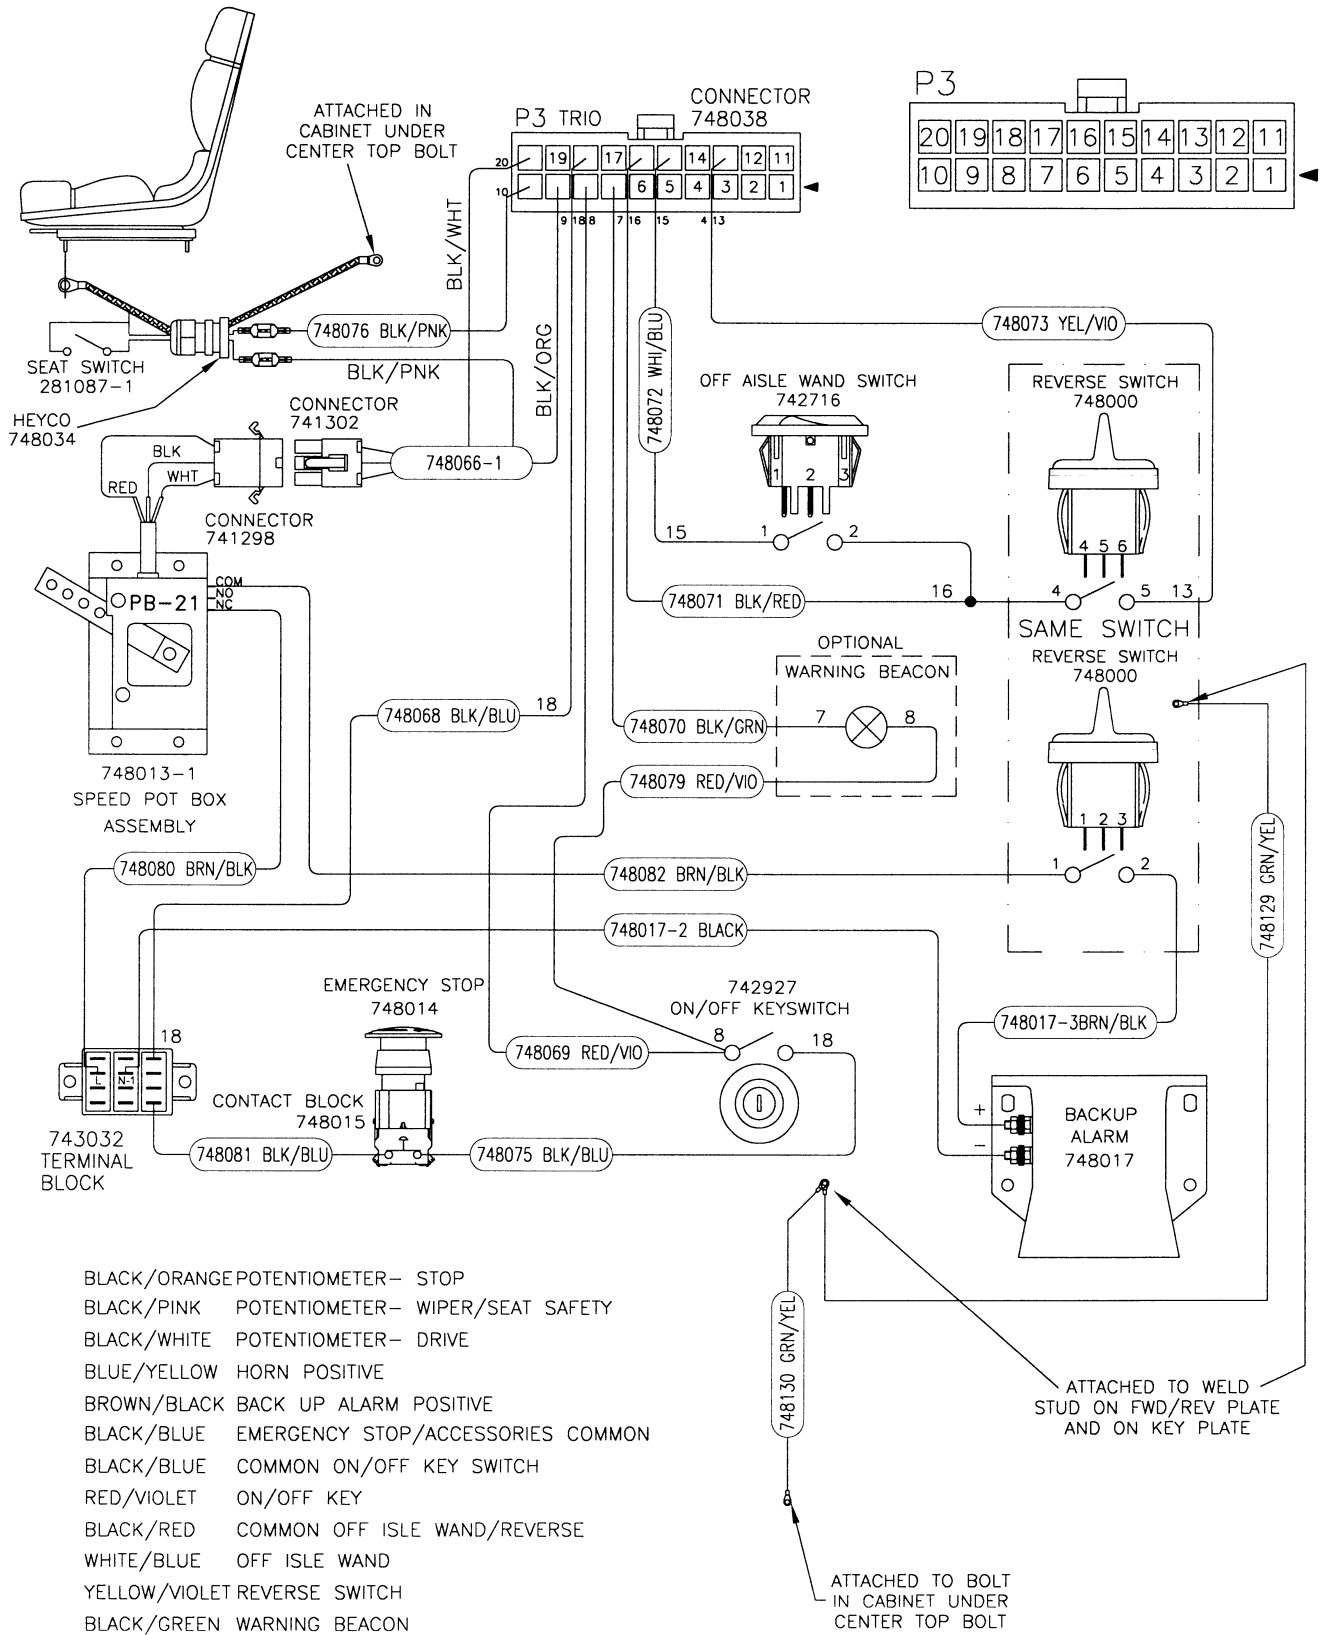 ATTACHED IN
CABINET UNDER
CENTER TOP BOLT
P3 TRIO
CONNECTOR
748038
20 19 17 14 12 11
10 6 5 4 3 2 1
9 18 8 7 16 15 4 13
P3
20 19 18 17 16 15 14 13 12 11
10 9 8 7 6 5 4 3 2 1
BLK/WHT
748076 BLK/PNK
BLK/PNK
BLK/ORG
748072 WHI/BLU
748073 YEL/VIO
SEAT SWITCH
281087-1
HEYCO
748034
CONNECTOR
741302
748066-1
BLK
WHT
RED
CONNECTOR
741298
OFF AISLE WAND SWITCH
742716
1 2 3
15 1 2
REVERSE SWITCH
748000
4 5 6
748071 BLK/RED
16 4 5 13
SAME SWITCH
REVERSE SWITCH
748000
1 2 3
1 2
COM
NO
NC
PB-21
748013-1
SPEED POT BOX
ASSEMBLY
OPTIONAL
WARNING BEACON
748068 BLK/BLU 18
748070 BLK/GRN 7 8
748079 RED/VIO
748080 BRN/BLK
748082 BRN/BLK
748017-2 BLACK
748129 GRN/YEL
EMERGENCY STOP
748014
742927
ON/OFF KEYSWITCH
748017-3BRN/BLK
18
L N-1
748069 RED/VIO 8 18
CONTACT BLOCK
748015
743032
TERMINAL
BLOCK
748081 BLK/BLU
748075 BLK/BLU
+
-
BACKUP
ALARM
748017
748130 GRN/YEL
ATTACHED TO WELD
STUD ON FWD/REV PLATE
AND ON KEY PLATE
ATTACHED TO BOLT
IN CABINET UNDER
CENTER TOP BOLT
BLACK/ORANGE POTENTIOMETER- STOP
BLACK/PINK POTENTIOMETER- WIPER/SEAT SAFETY
BLACK/WHITE POTENTIOMETER- DRIVE
BLUE/YELLOW HORN POSITIVE
BROWN/BLACK BACK UP ALARM POSITIVE
BLACK/BLUE EMERGENCY STOP/ACCESSORIES COMMON
BLACK/BLUE COMMON ON/OFF KEY SWITCH
RED/VIOLET ON/OFF KEY
BLACK/RED COMMON OFF ISLE WAND/REVERSE
WHITE/BLUE OFF ISLE WAND
YELLOW/VIOLET REVERSE SWITCH
BLACK/GREEN WARNING BEACON